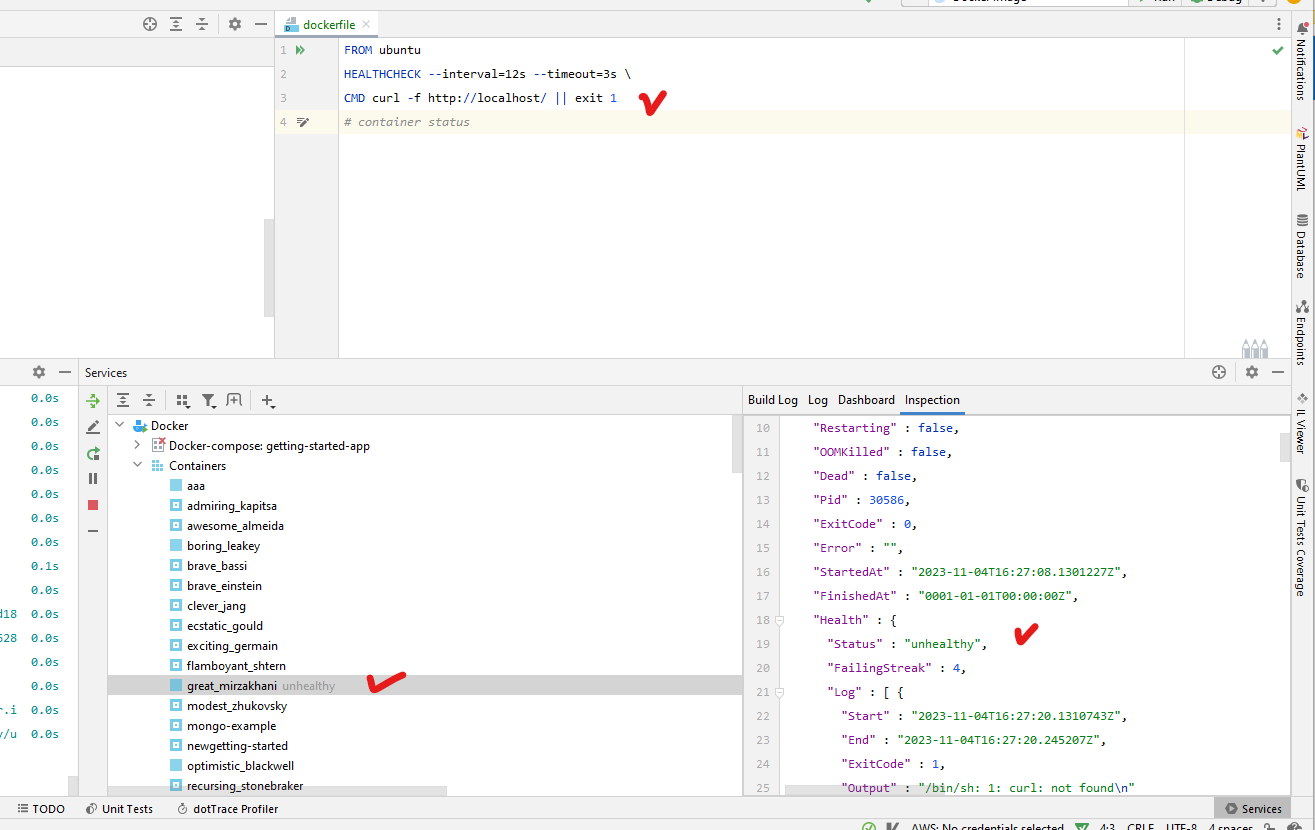 dockerfile
1 FROM ubuntu
2 HEALTHCHECK --interval=12s --timeout=3s \
3 CMD curl -f http://localhost/ || exit 1
4 # container status
Notifications
PlantUML
Database
Endpoints
IL Viewer
Unit Tests Coverage
Services
0.0s
0.0s
0.0s
0.0s
0.0s
0.0s
0.0s
0.1s
0.0s
d18 0.0s
528 0.0s
0.0s
0.0s
r.i 0.0s
y/u 0.0s
Docker
Docker-compose: getting-started-app
Containers
aaa
admiring_kapitsa
awesome_almeida
boring_leakey
brave_bassi
brave_einstein
clever_jang
ecstatic_gould
exciting_germain
flamboyant_shtern
great_mirzakhani unhealthy
modest_zhukovsky
mongo-example
newgetting-started
optimistic_blackwell
recursing_stonebraker
Build Log Log Dashboard Inspection
10 "Restarting" : false,
11 "OOMKilled" : false,
12 "Dead" : false,
13 "Pid" : 30586,
14 "ExitCode" : 0,
15 "Error" : "",
16 "StartedAt" : "2023-11-04T16:27:08.1301227Z",
17 "FinishedAt" : "0001-01-01T00:00:00Z",
18 "Health" : {
19 "Status" : "unhealthy",
20 "FailingStreak" : 4,
21 "Log" : [ {
22 "Start" : "2023-11-04T16:27:20.1310743Z",
23 "End" : "2023-11-04T16:27:20.245207Z",
24 "ExitCode" : 1,
25 "Output" : "/bin/sh: 1: curl: not found\n"
TODO Unit Tests dotTrace Profiler Services
AWS: No credentials selected 4:3 CRLF UTF-8 4 spaces